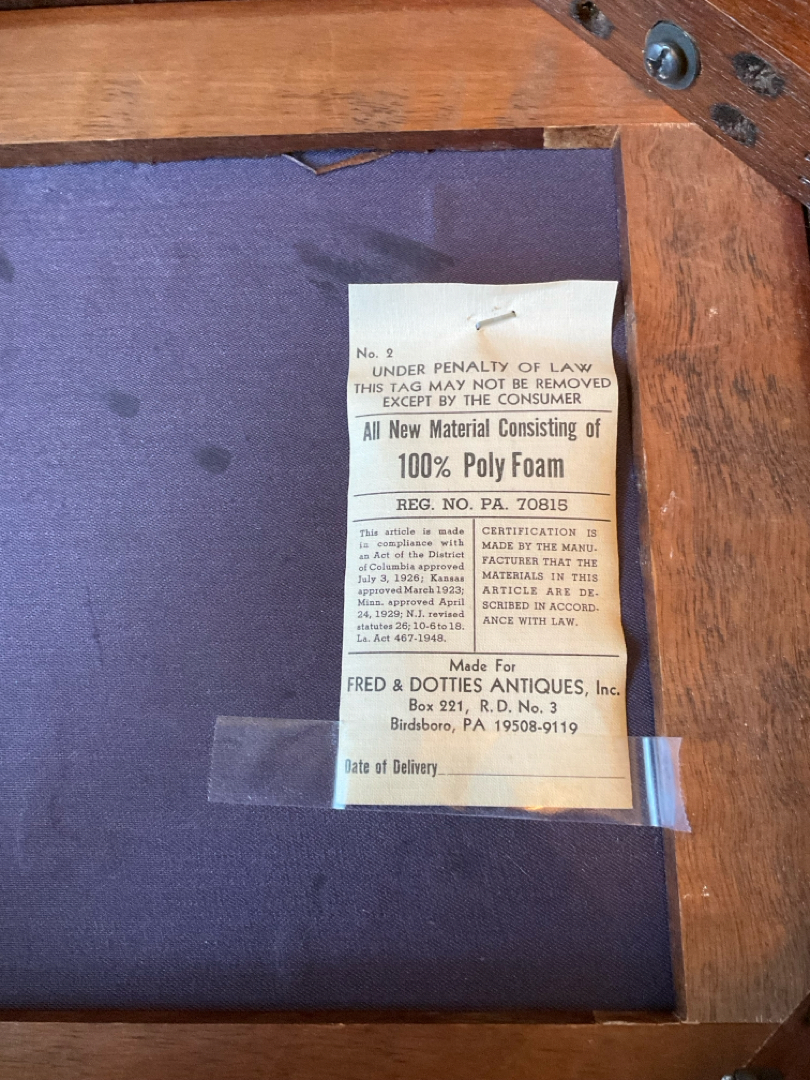 No. 2
UNDER PENALTY OF LAW
THIS TAG MAY NOT BE REMOVED
EXCEPT BY THE CONSUMER
All New Material Consisting of
100% Poly Foam
REG. NO. PA. 70815
This article is made
in compliance with
an Act of the District
of Columbia approved
July 3, 1926; Kansas
approved March 1923;
Minn. approved April
24, 1929; N.J. revised
statutes 26; 10-6 to 18.
La. Act 467-1948.
CERTIFICATION IS
MADE BY THE MANU-
FACTURER THAT THE
MATERIALS IN THIS
ARTICLE ARE DE-
SCRIBED IN ACCORD-
ANCE WITH LAW.
Made For
FRED & DOTTIES ANTIQUES, Inc.
Box 221, R.D. No. 3
Birdsboro, PA 19508-9119
Date of Delivery